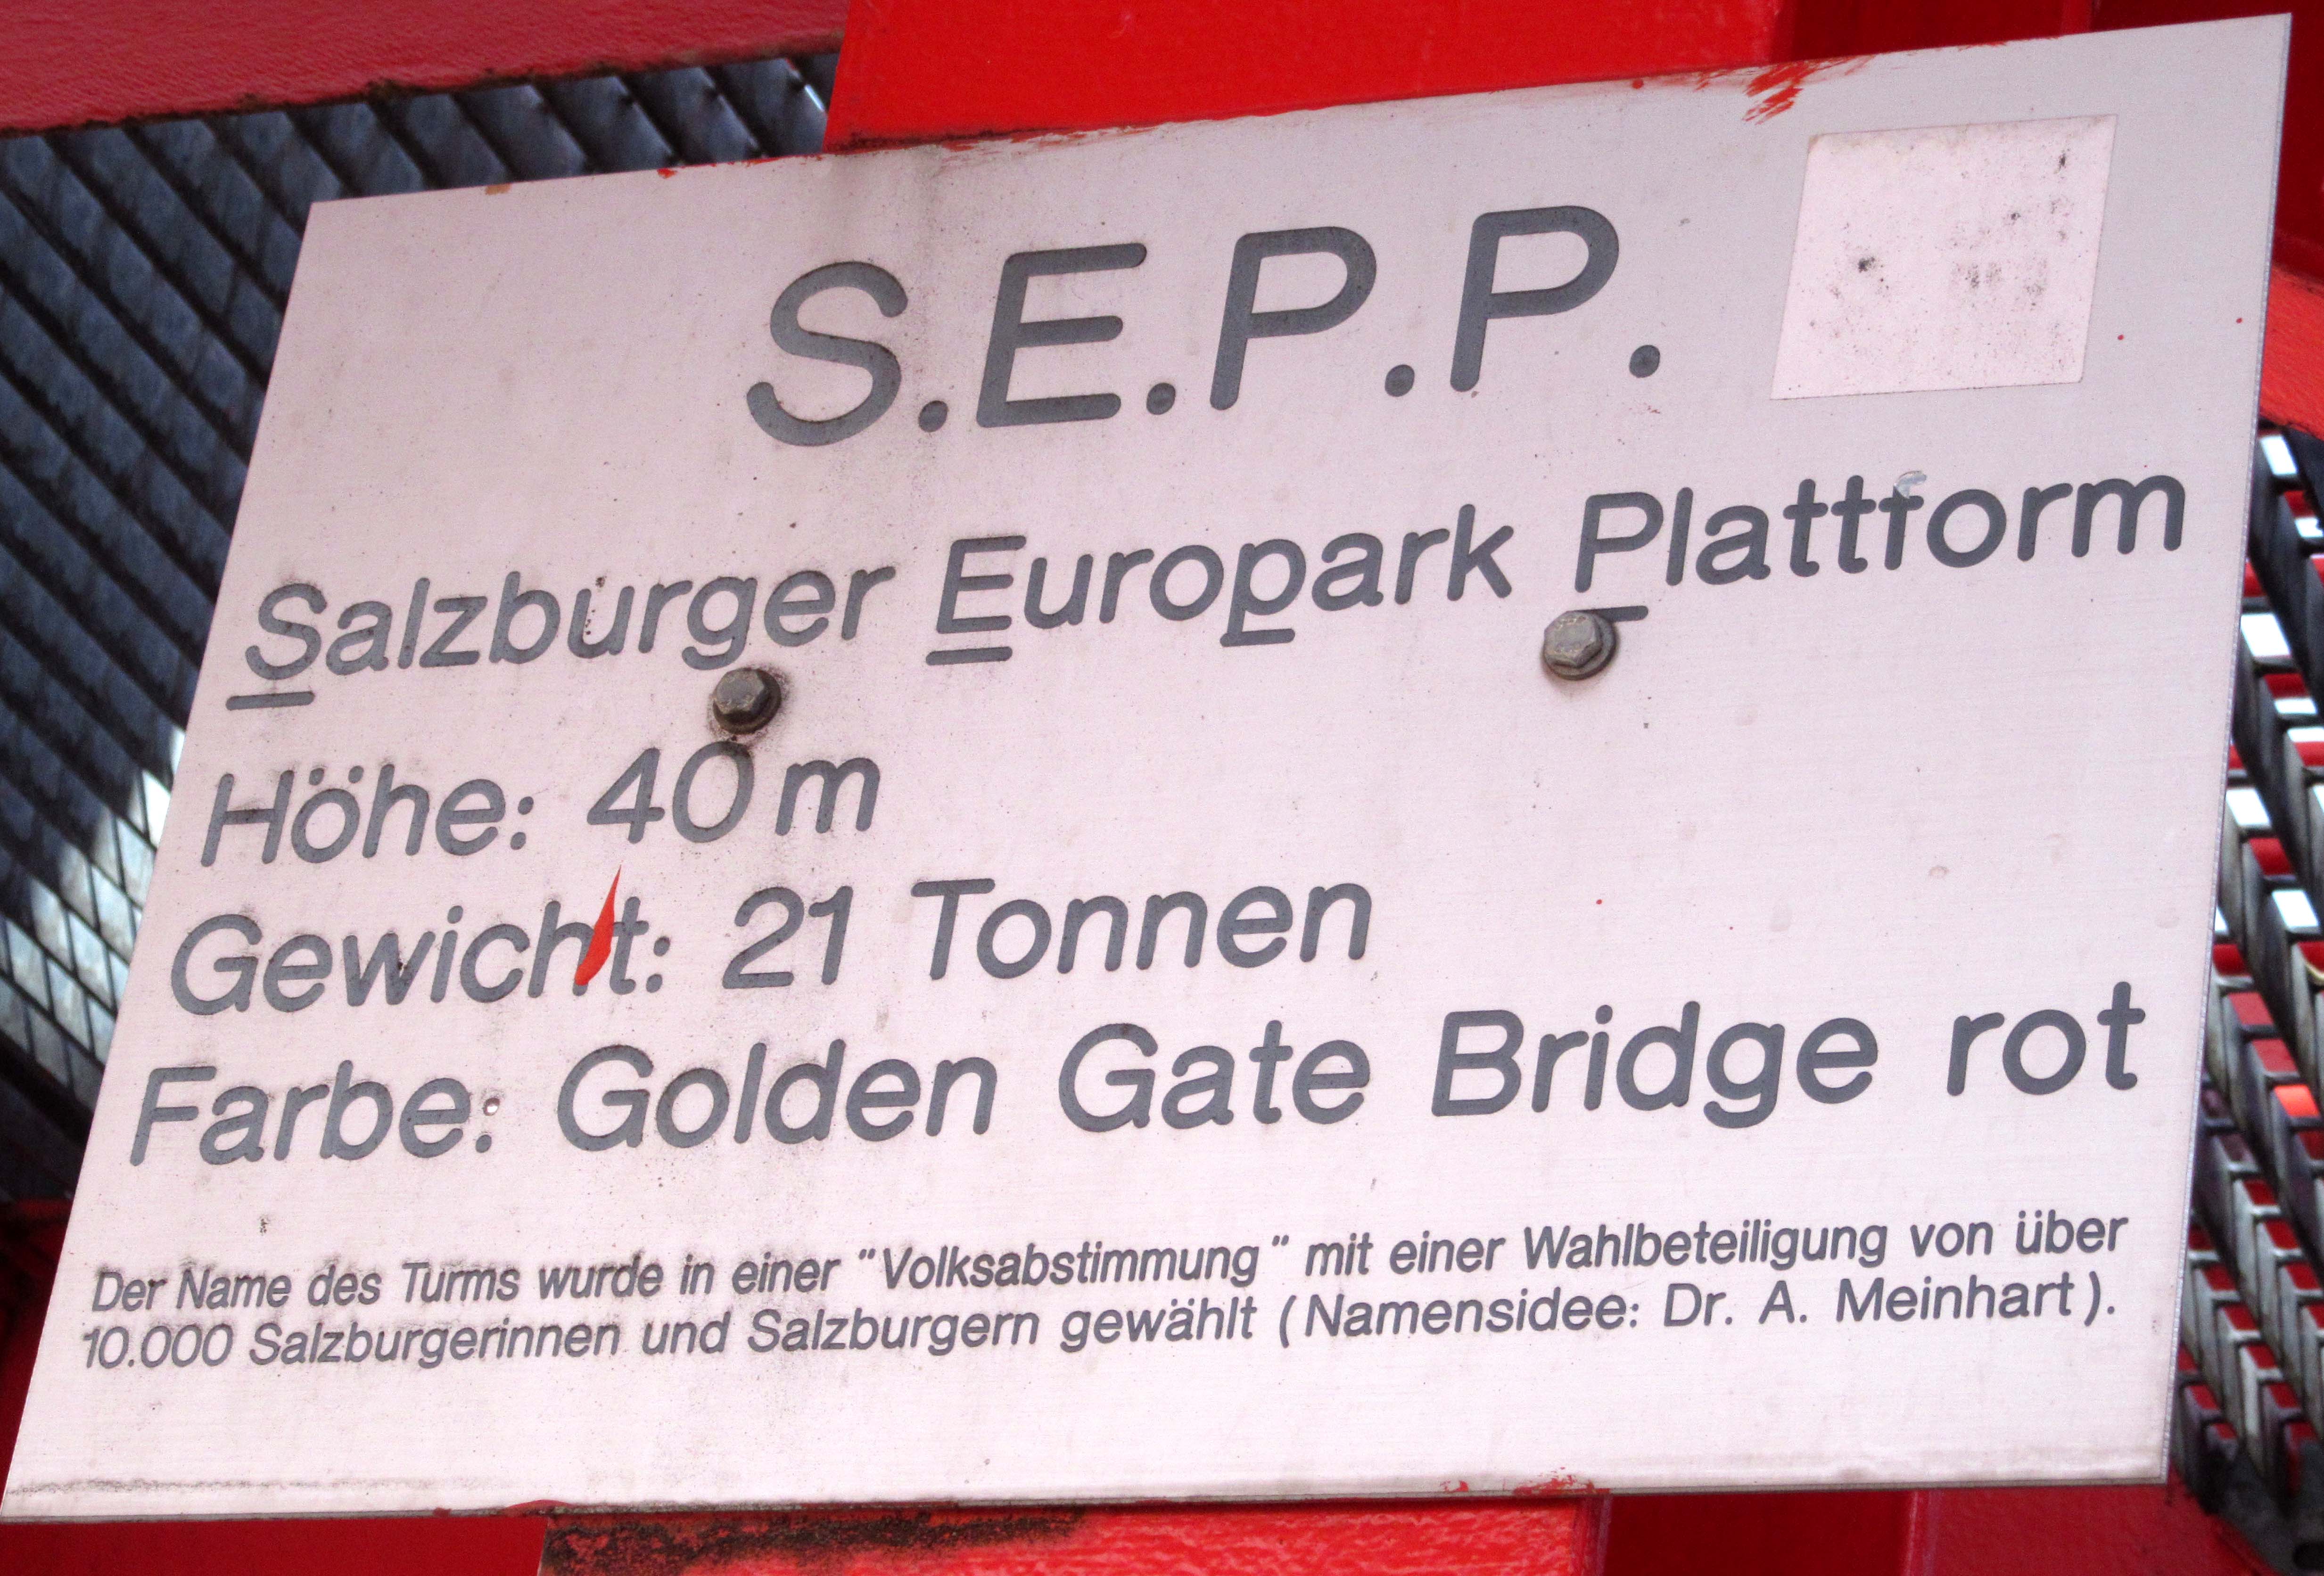 S.E.P.P.
Salzburger Europark Plattform
Höhe: 40 m
Gewicht: 21 Tonnen
Farbe: Golden Gate Bridge rot
Der Name des Turms wurde in einer "Volksabstimmung" mit einer Wahlbeteiligung von über
10.000 Salzburgerinnen und Salzburgern gewählt (Namensidee: Dr. A. Meinhart).